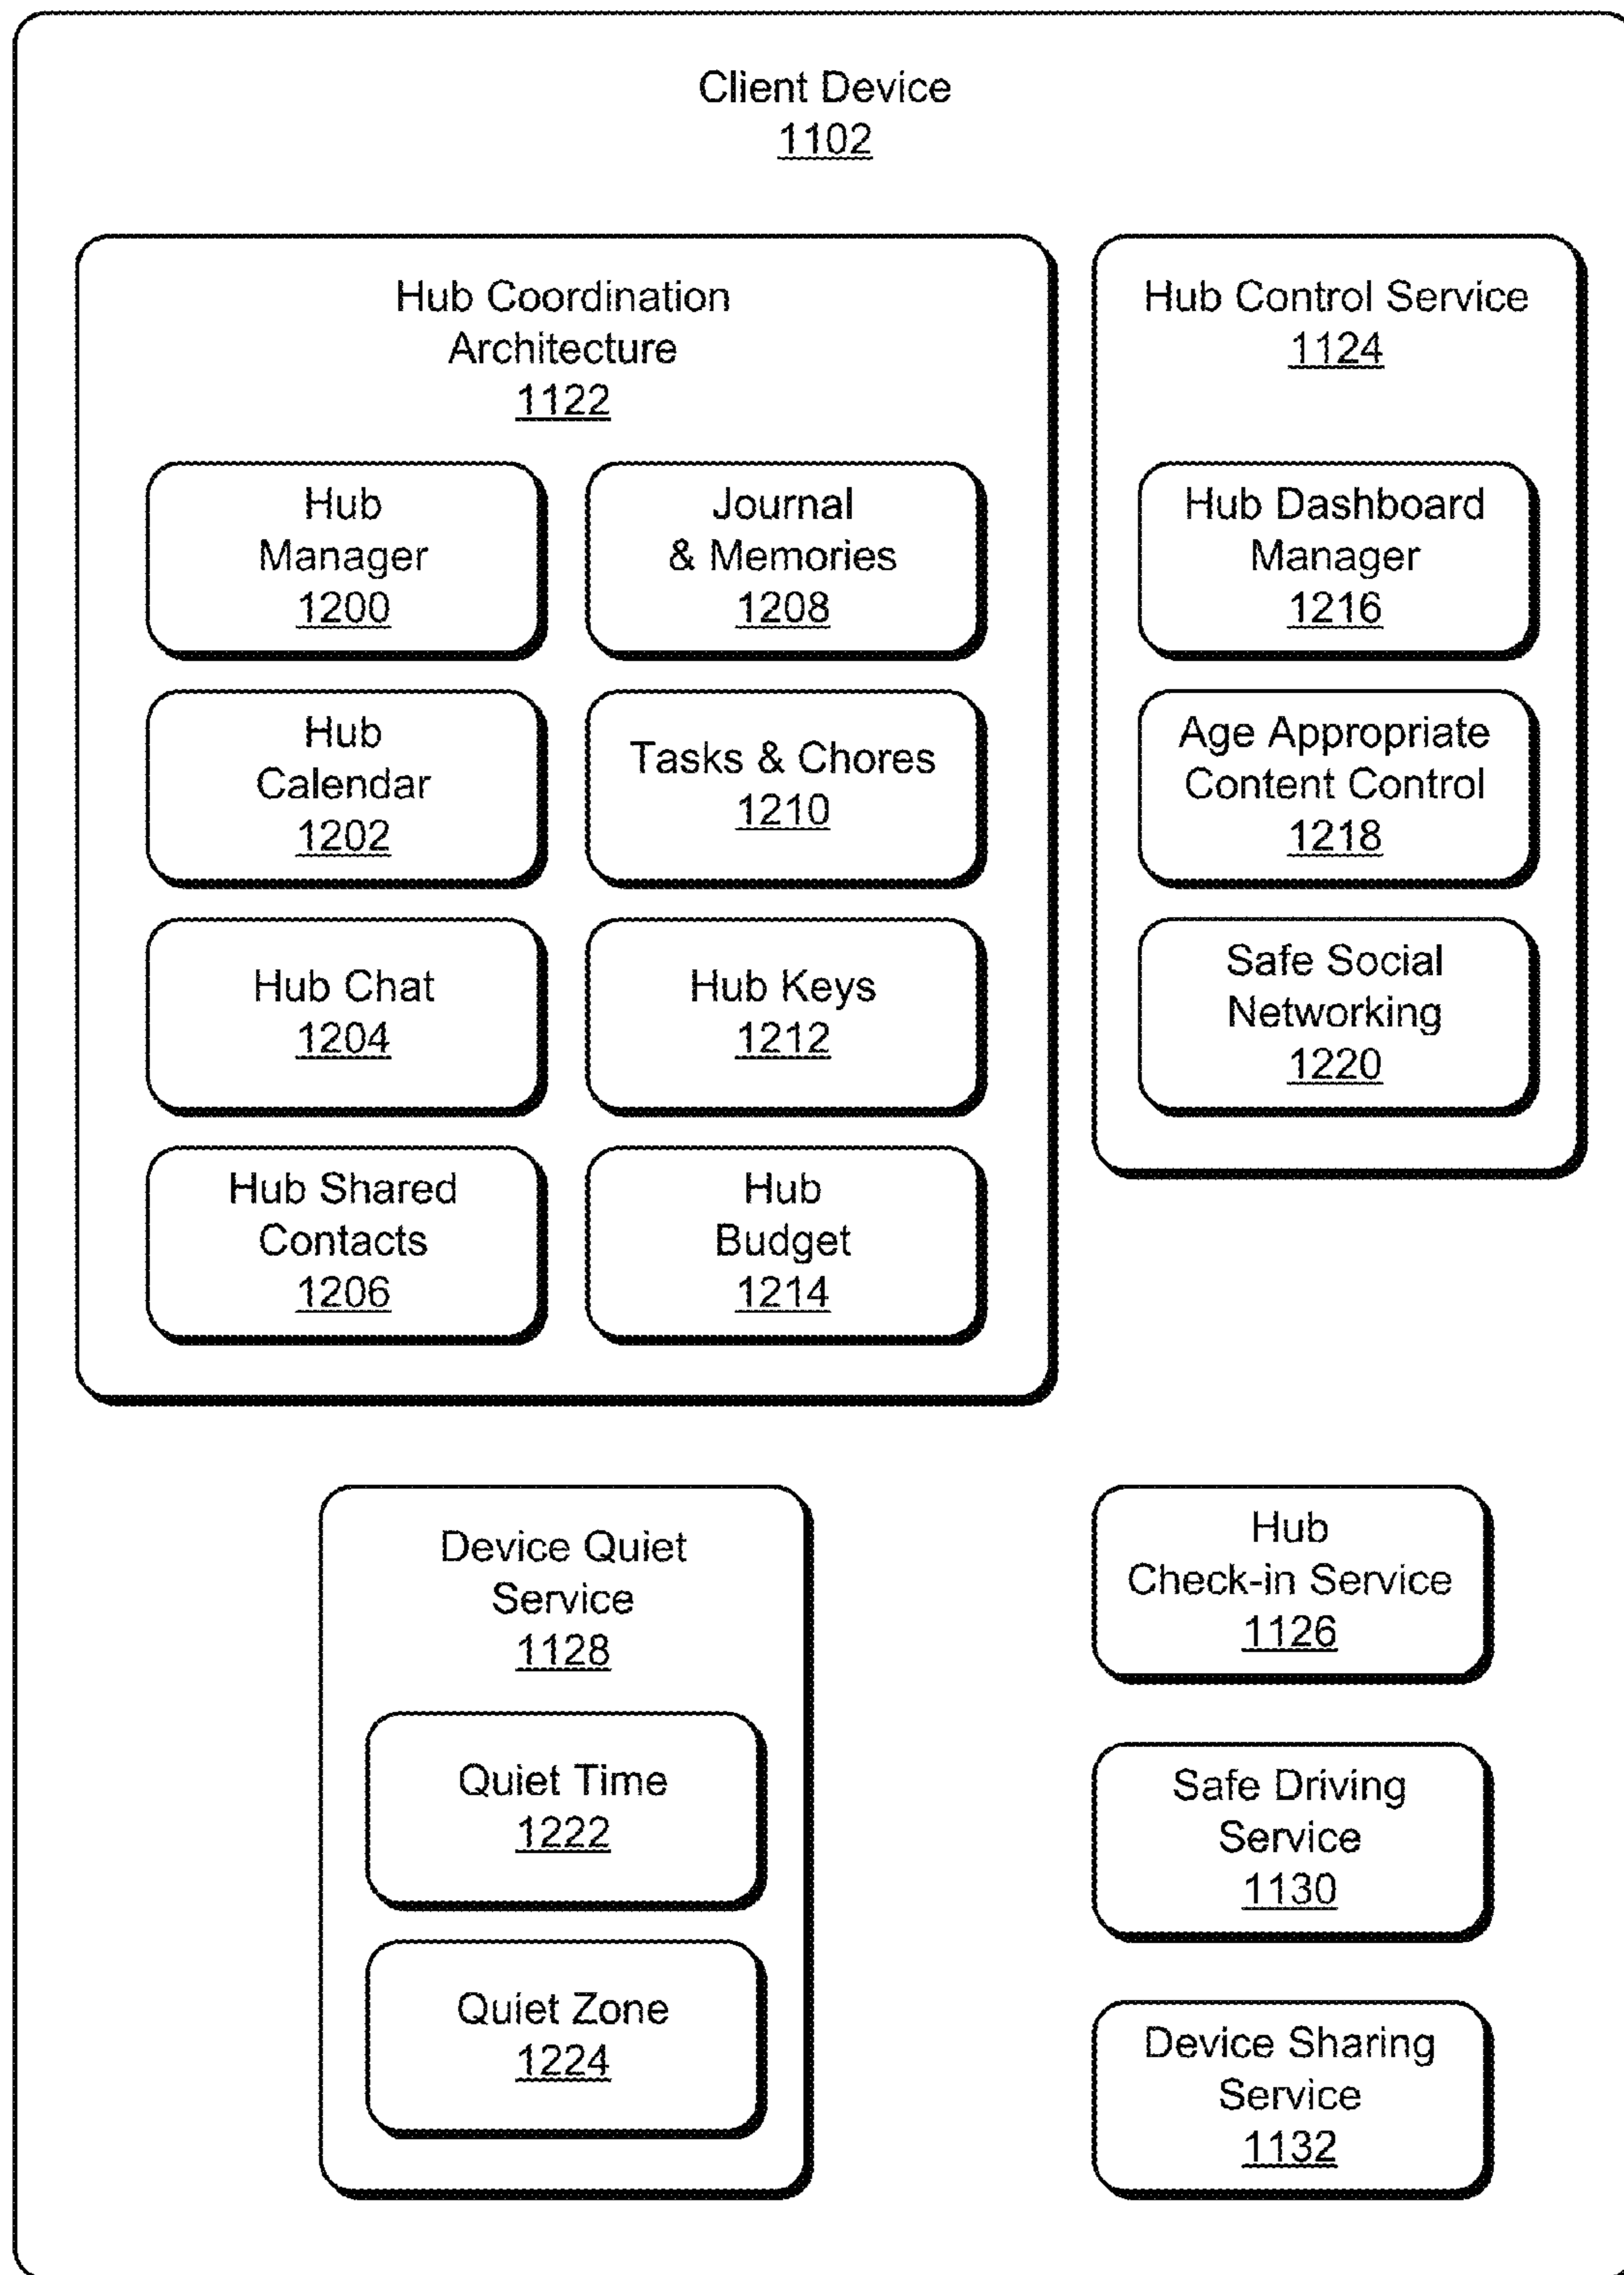 Client Device
1102
Hub Coordination
Architecture
1122
Hub
Manager
1200
Journal
& Memories
1208
Hub
Calendar
1202
Tasks & Chores
1210
Hub Chat
1204
Hub Keys
1212
Hub Shared
Contacts
1206
Hub
Budget
1214
Hub Control Service
1124
Hub Dashboard
Manager
1216
Age Appropriate
Content Control
1218
Safe Social
Networking
1220
Device Quiet
Service
1128
Quiet Time
1222
Quiet Zone
1224
Hub
Check-in Service
1126
Safe Driving
Service
1130
Device Sharing
Service
1132